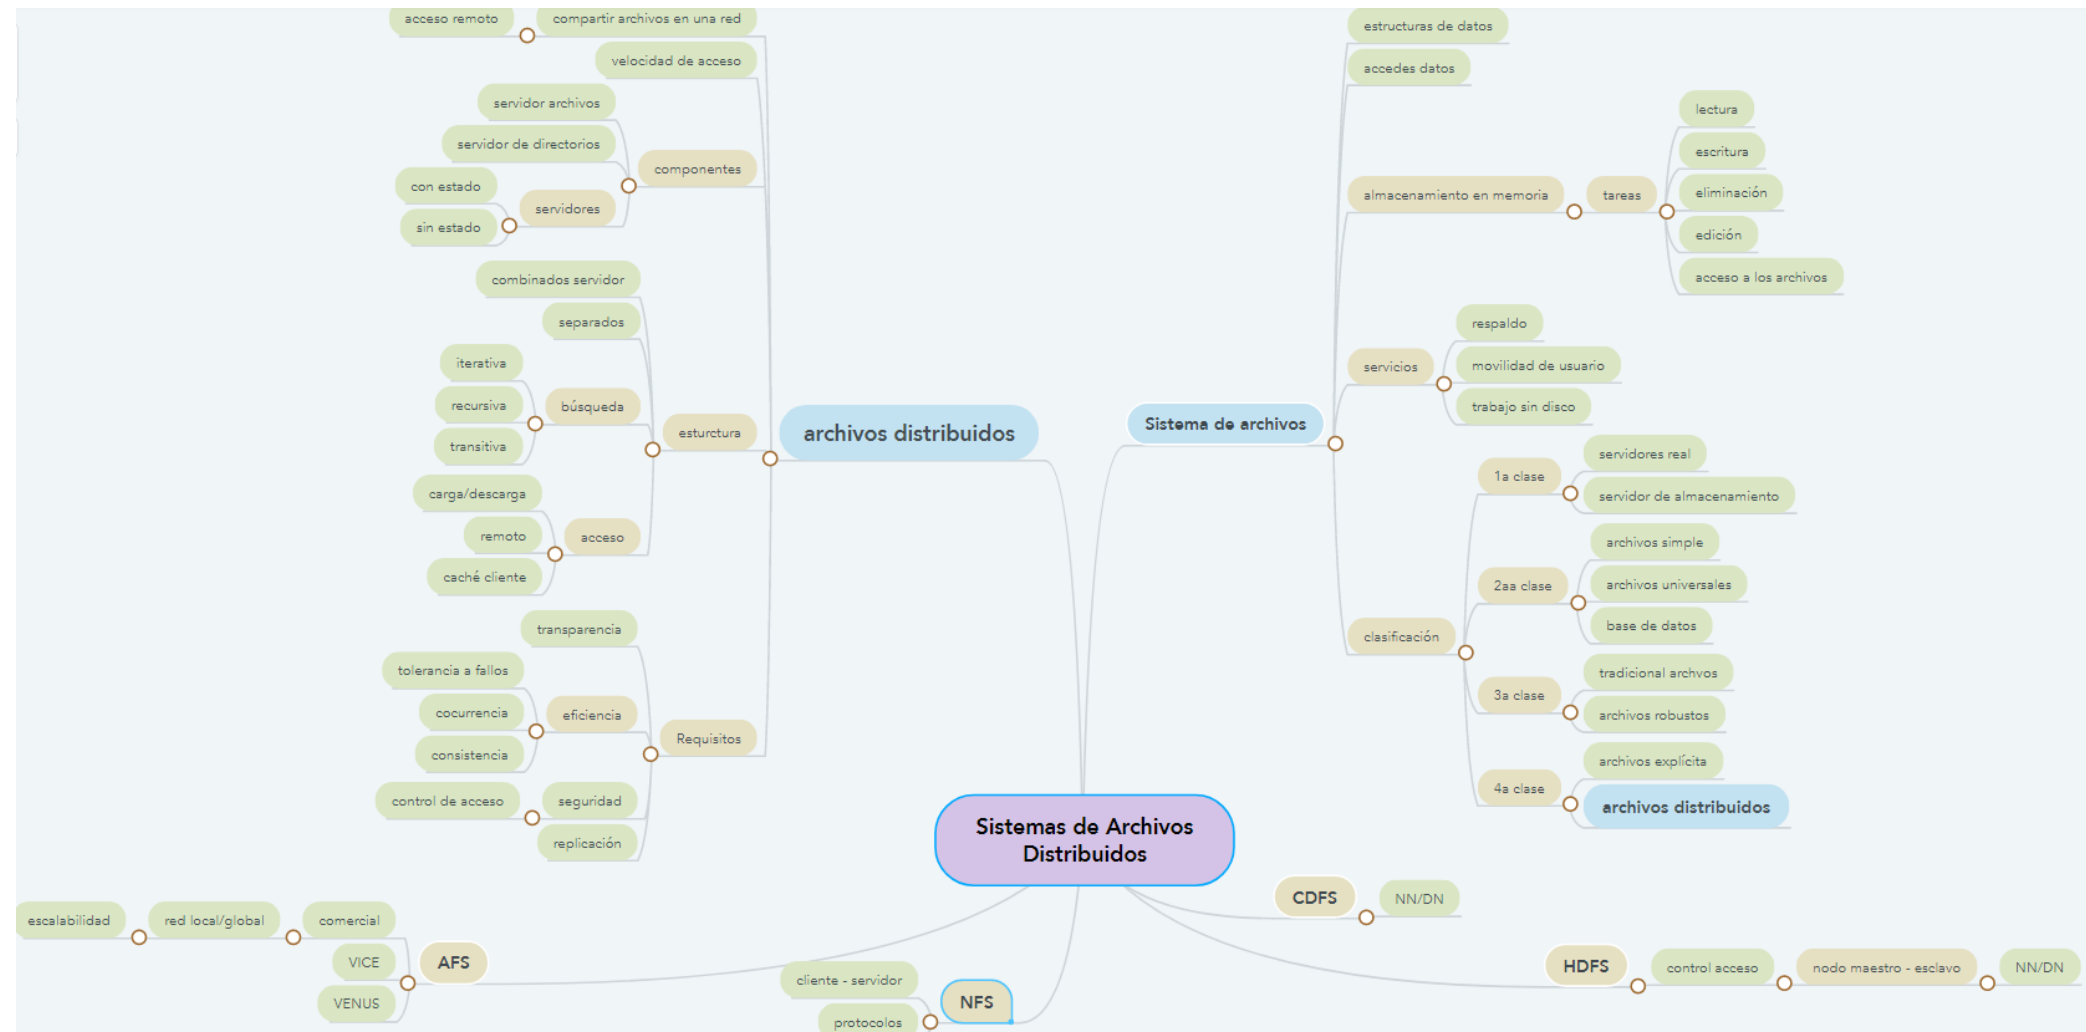 acceso remoto
compartir archivos en una red
velocidad de acceso
servidor archivos
servidor de directorios
componentes
con estado
sin estado
servidores
combinados servidor
separados
iterativa
recursiva
transitiva
búsqueda
esturctura
carga/descarga
remoto
caché cliente
acceso
archivos distribuidos
transparencia
tolerancia a fallos
cocurrencia
consistencia
eficiencia
Requisitos
control de acceso
seguridad
replicación
Sistema de archivos
estructuras de datos
accedes datos
almacenamiento en memoria
tareas
lectura
escritura
eliminación
edición
acceso a los archivos
servicios
respaldo
movilidad de usuario
trabajo sin disco
clasificación
1a clase
servidores real
servidor de almacenamiento
2aa clase
archivos simple
archivos universales
base de datos
3a clase
tradicional archvos
archivos robustos
4a clase
archivos explícita
archivos distribuidos
Sistemas de Archivos
Distribuidos
escalabilidad
red local/global
comercial
VICE
VENUS
AFS
cliente - servidor
protocolos
NFS
CDFS
NN/DN
HDFS
control acceso
nodo maestro - esclavo
NN/DN